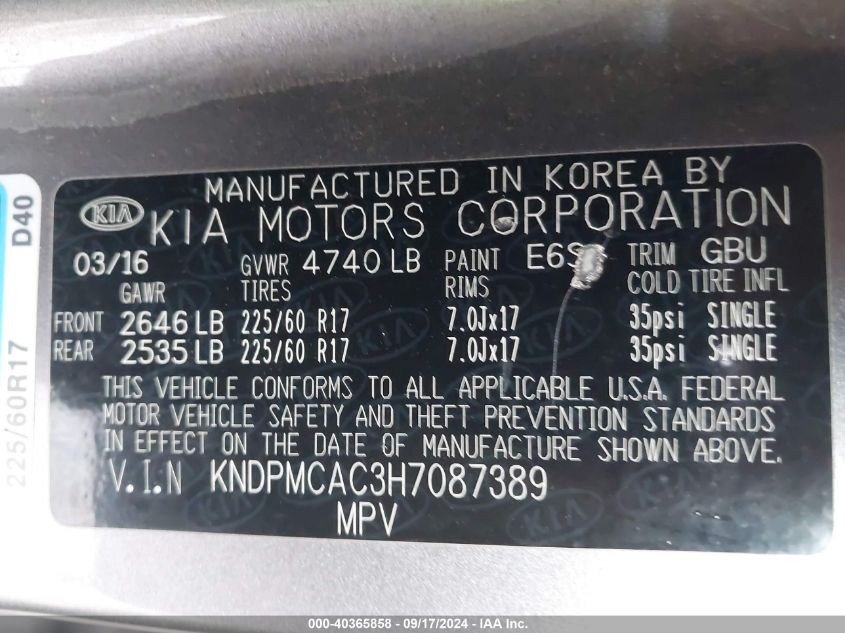 MANUFACTURED IN KOREA BY
KIA KIA MOTORS CORPORATION
03/16 GVWR 4740 LB PAINT TRIM GBU
GAWR TIRES RIMS COLD TIRE INFL
FRONT 2646 LB 225/60 R17 7.0Jx17 35psi SINGLE
REAR 2535 LB 225/60 R17 7.0Jx17 35psi SINGLE
THIS VEHICLE CONFORMS TO ALL APPLICABLE U.S.A. FEDERAL
MOTOR VEHICLE SAFETY AND THEFT PREVENTION STANDARDS
IN EFFECT ON THE DATE OF MANUFACTURE SHOWN ABOVE.
V.I.N KNDPMCAC3H7087389
MPV
D40
225/60R17
000-40365858 - 09/17/2024 - IAA Inc.